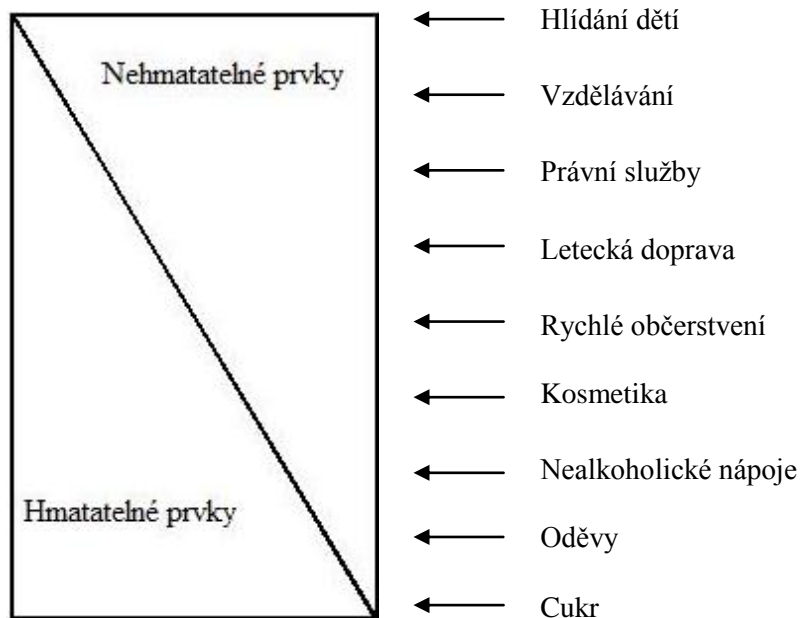 Hlídání dětí
Nehmatatelné prvky
Vzdělávání
Právní služby
Letecká doprava
Rychlé občerstvení
Kosmetika
Nealkoholické nápoje
Hmatatelné prvky
Oděvy
Cukr